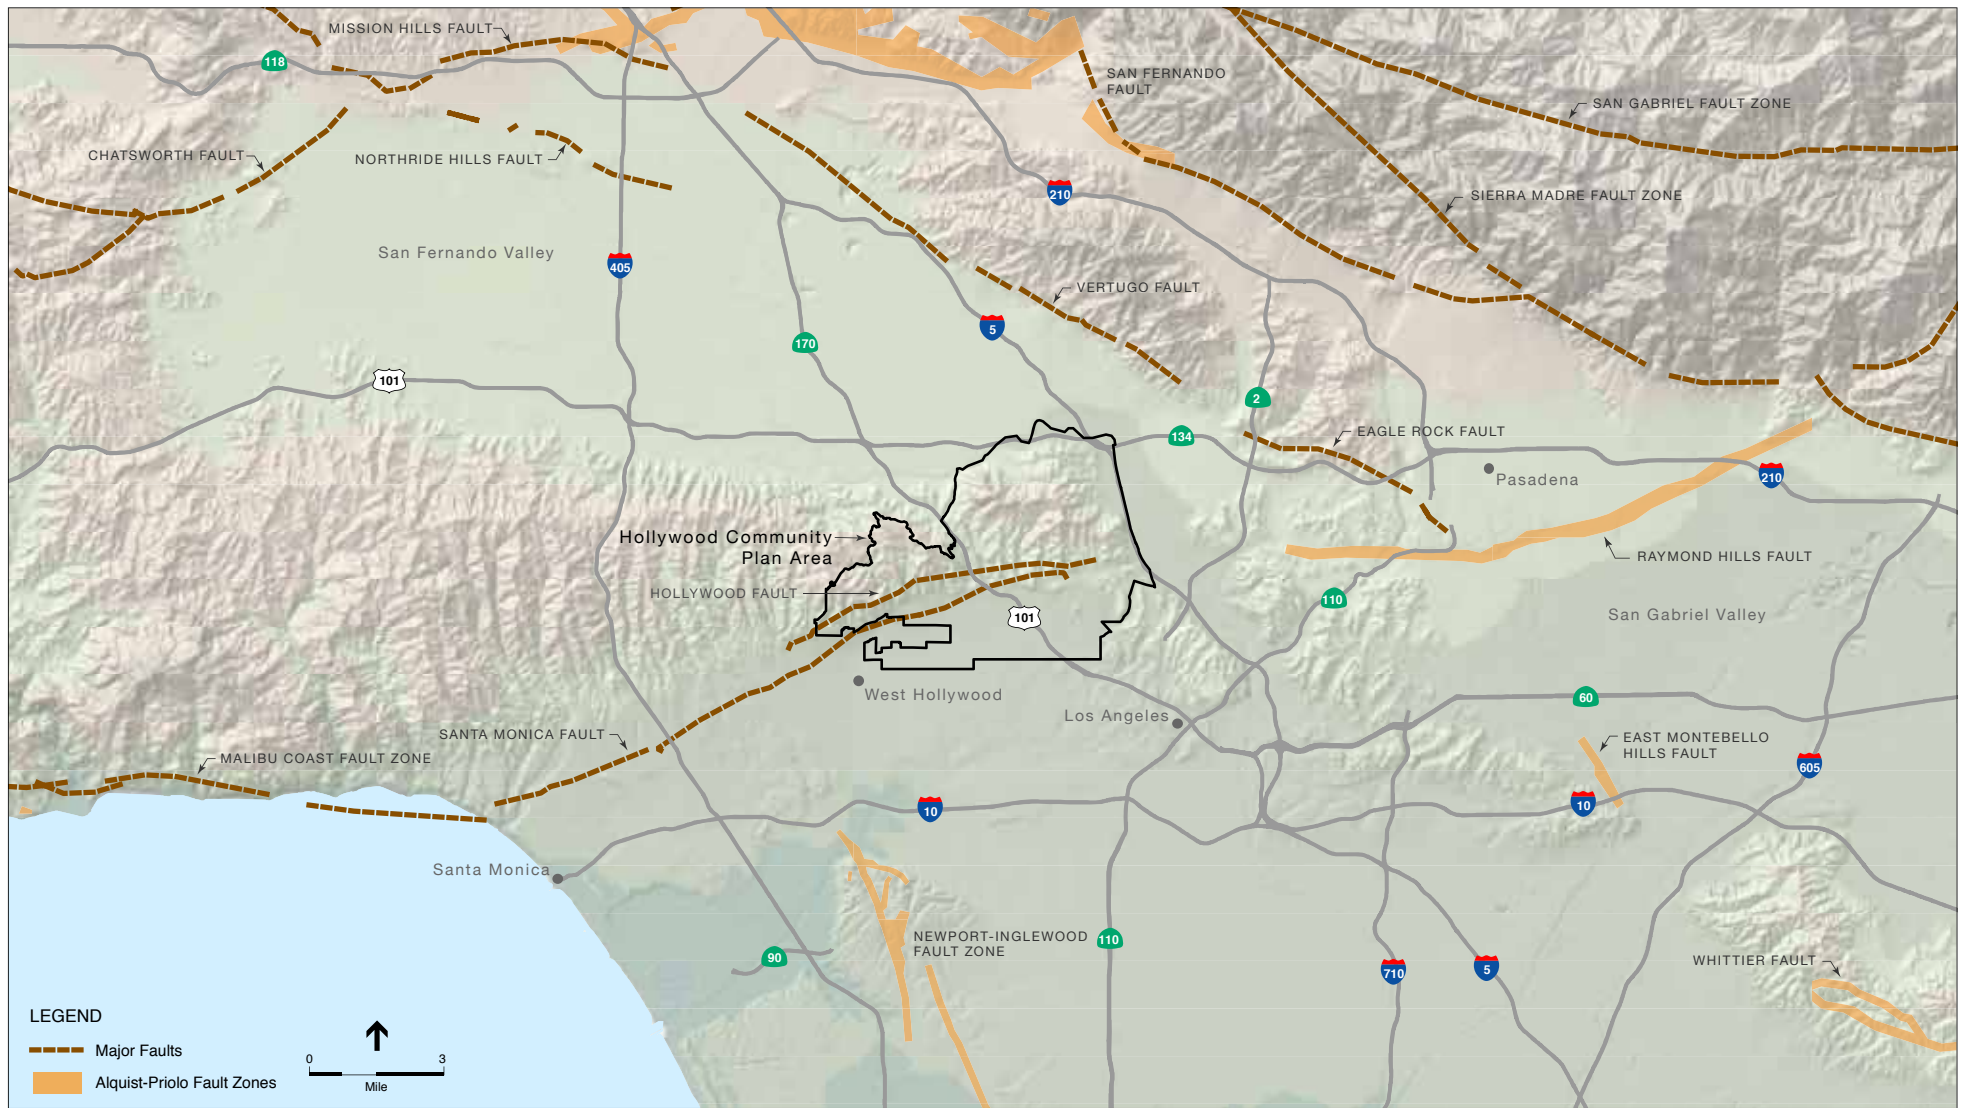 MISSION HILLS FAULT
118
SAN FERNANDO
FAULT
SAN GABRIEL FAULT ZONE
CHATSWORTH FAULT
NORTHRIDE HILLS FAULT
210
SIERRA MADRE FAULT ZONE
San Fernando Valley
405
VERTUGO FAULT
5
170
101
2
134
EAGLE ROCK FAULT
Pasadena
210
Hollywood Community
Plan Area
RAYMOND HILLS FAULT
HOLLYWOOD FAULT
110
101
San Gabriel Valley
West Hollywood
60
Los Angeles
SANTA MONICA FAULT
EAST MONTEBELLO
HILLS FAULT
MALIBU COAST FAULT ZONE
605
10
10
Santa Monica
NEWPORT-INGLEWOOD
FAULT ZONE
110
90
WHITTIER FAULT
710
5
LEGEND
Major Faults
Alquist-Priolo Fault Zones
0
3
Mile